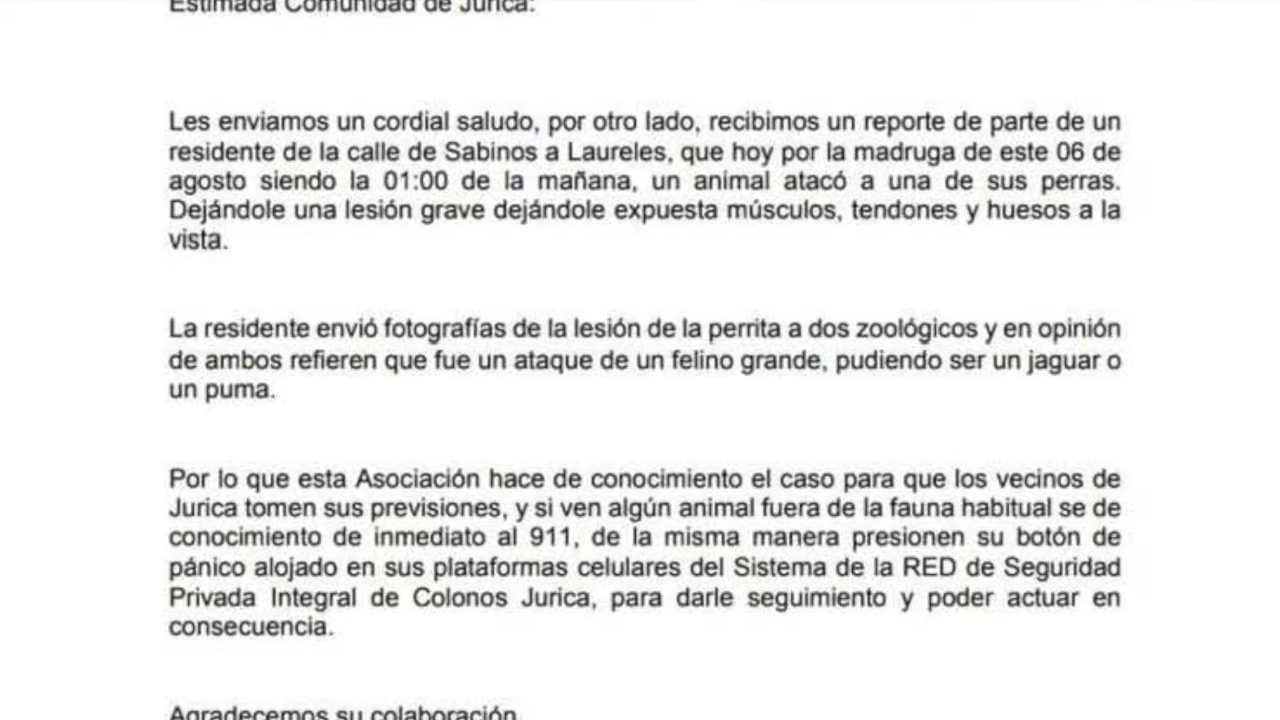 Estimada Comunidad de Jurica:
Les enviamos un cordial saludo, por otro lado, recibimos un reporte de parte de un
residente de la calle de Sabinos a Laureles, que hoy por la madruga de este 06 de
agosto siendo la 01:00 de la mañana, un animal atacó a una de sus perras.
Dejándole una lesión grave dejándole expuesta músculos, tendones y huesos a la
vista.
La residente envió fotografías de la lesión de la perrita a dos zoológicos y en opinión
de ambos refieren que fue un ataque de un felino grande, pudiendo ser un jaguar o
un puma.
Por lo que esta Asociación hace de conocimiento el caso para que los vecinos de
Jurica tomen sus previsiones, y si ven algún animal fuera de la fauna habitual se de
conocimiento de inmediato al 911, de la misma manera presionen su botón de
pánico alojado en sus plataformas celulares del Sistema de la RED de Seguridad
Privada Integral de Colonos Jurica, para darle seguimiento y poder actuar en
consecuencia.
Agradecemos su colaboración.